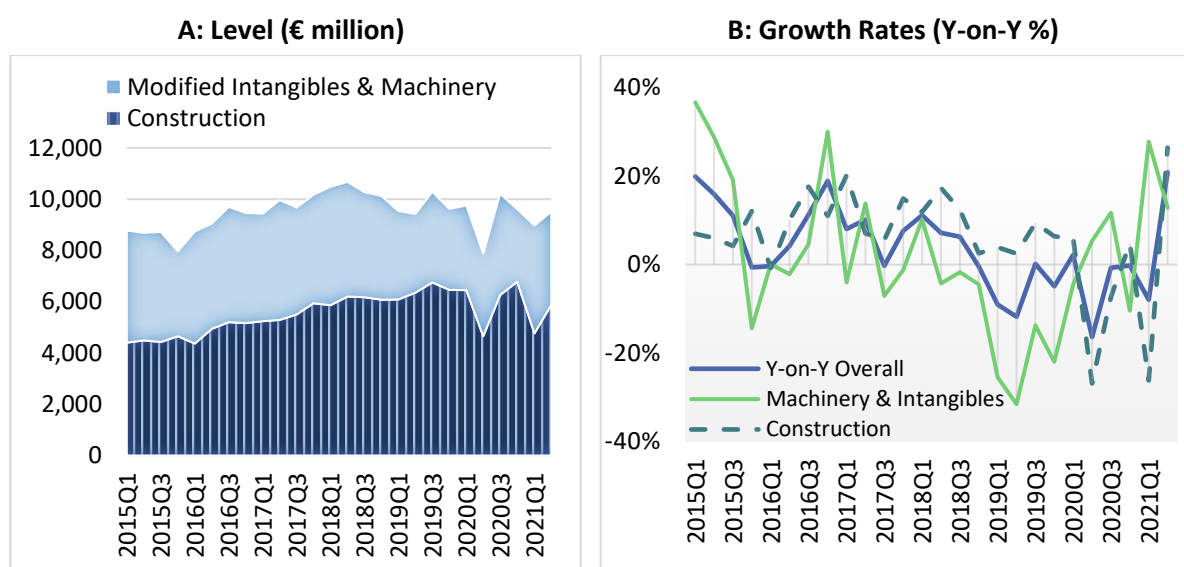 A: Level (€ million)
Modified Intangibles & Machinery
Construction
12,000
10,000
8,000
6,000
4,000
2,000
0
2015Q1
2015Q3
2016Q1
2016Q3
2017Q1
2017Q3
2018Q1
2018Q3
2019Q1
2019Q3
2020Q1
2020Q3
2021Q1
B: Growth Rates (Y-on-Y %)
40%
20%
0%
-20%
-40%
Y-on-Y Overall
Machinery & Intangibles
Construction
2015Q1
2015Q3
2016Q1
2016Q3
2017Q1
2017Q3
2018Q1
2018Q3
2019Q1
2019Q3
2020Q1
2020Q3
2021Q1